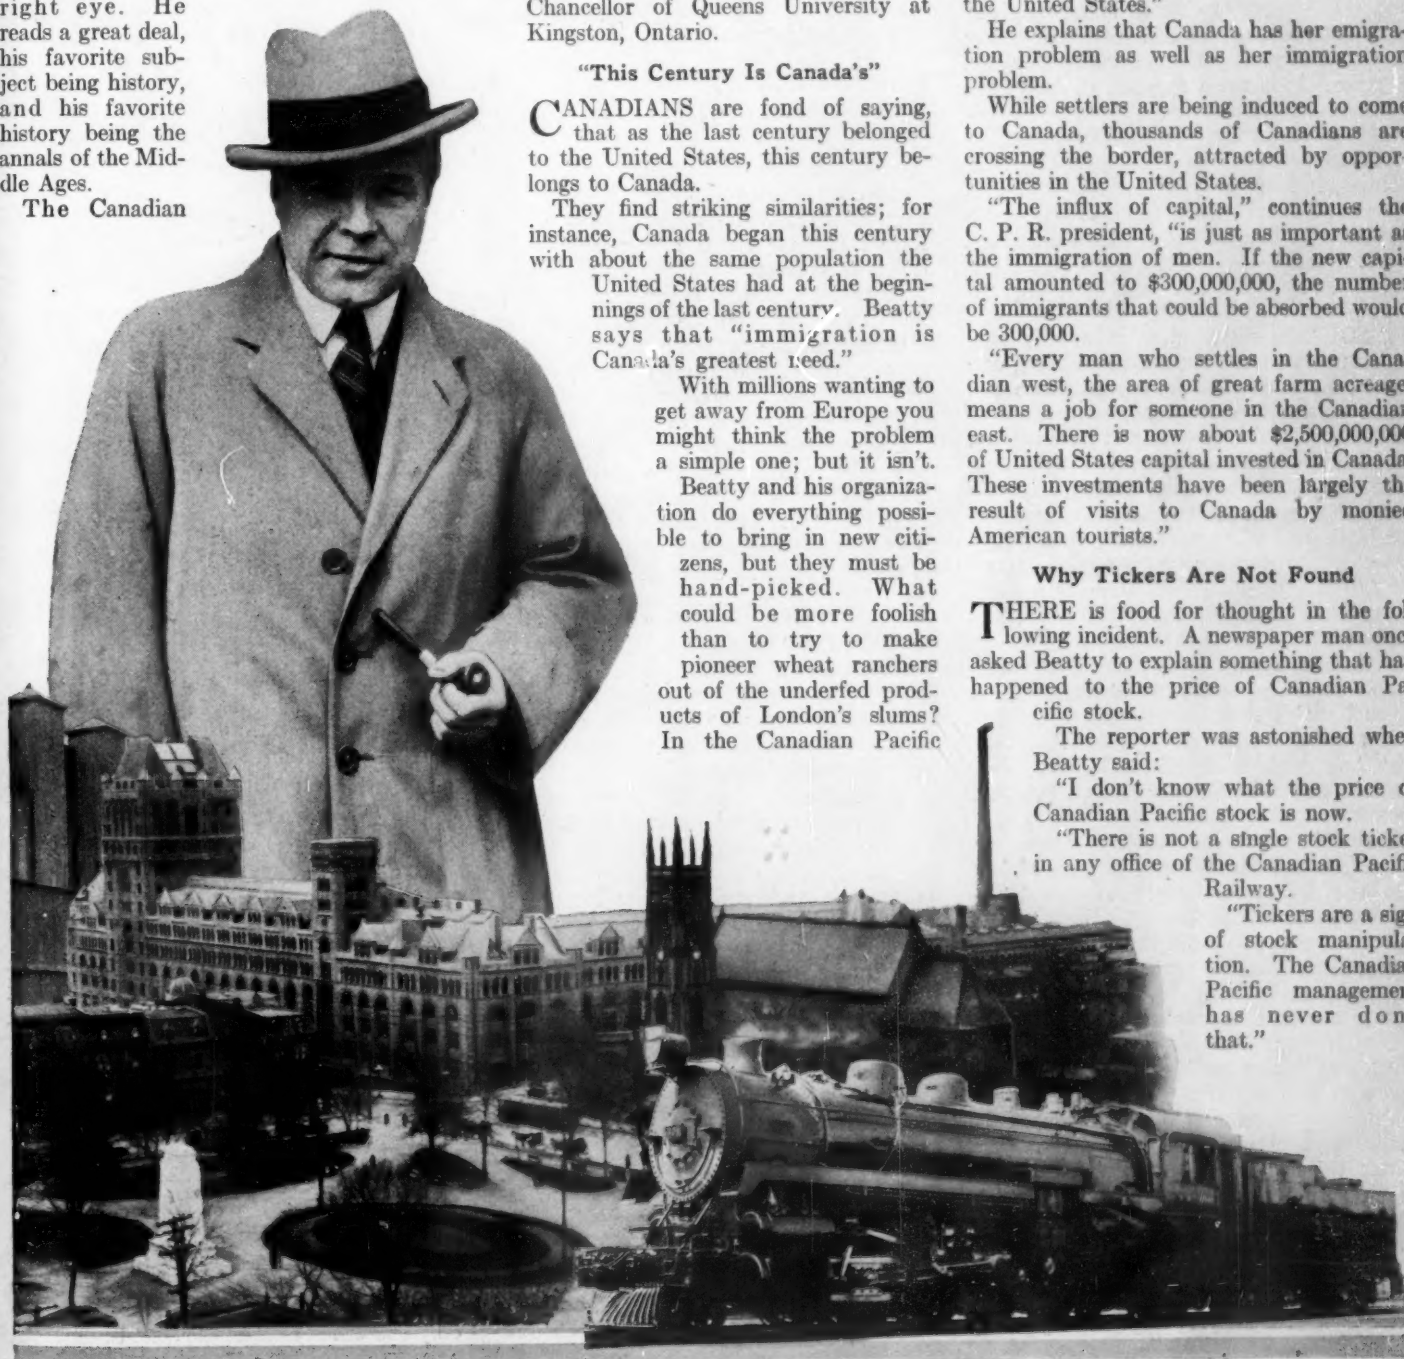 right eye. He
reads a great deal,
his favorite sub-
ject being history,
and his favorite
history being the
annals of the Mid-
dle Ages.
The Canadian
Chancellor of Queens University at
Kingston, Ontario.
"This Century Is Canada's"
CANADIANS are fond of saying,
that as the last century belonged
to the United States, this century be-
longs to Canada.
They find striking similarities; for
instance, Canada began this century
with about the same population the
United States had at the begin-
nings of the last century. Beatty
says that "immigration is
Canada's greatest need."
With millions wanting to
get away from Europe you
might think the problem
a simple one; but it isn't.
Beatty and his organiza-
tion do everything possi-
ble to bring in new citi-
zens, but they must be
hand-picked. What
could be more foolish
than to try to make
pioneer wheat ranchers
out of the underfed prod-
ucts of London's slums?
In the Canadian Pacific
the United States."
He explains that Canada has her emigra-
tion problem as well as her immigration
problem.
While settlers are being induced to come
to Canada, thousands of Canadians are
crossing the border, attracted by oppor-
tunities in the United States.
"The influx of capital," continues the
C. P. R. president, "is just as important as
the immigration of men. If the new capi-
tal amounted to $300,000,000, the number
of immigrants that could be absorbed would
be 300,000.
"Every man who settles in the Cana-
dian west, the area of great farm acreage,
means a job for someone in the Canadian
east. There is now about $2,500,000,000
of United States capital invested in Canada.
These investments have been largely th
result of visits to Canada by monie
American tourists."
Why Tickers Are Not Found
THERE is food for thought in the fol
lowing incident. A newspaper man onc
asked Beatty to explain something that ha
happened to the price of Canadian Pa
cific stock.
The reporter was astonished whe
Beatty said:
"I don't know what the price o
Canadian Pacific stock is now.
"There is not a single stock ticke
in any office of the Canadian Pacif
Railway.
"Tickers are a sig
of stock manipula
tion. The Canadia
Pacific managemen
has never don
that."